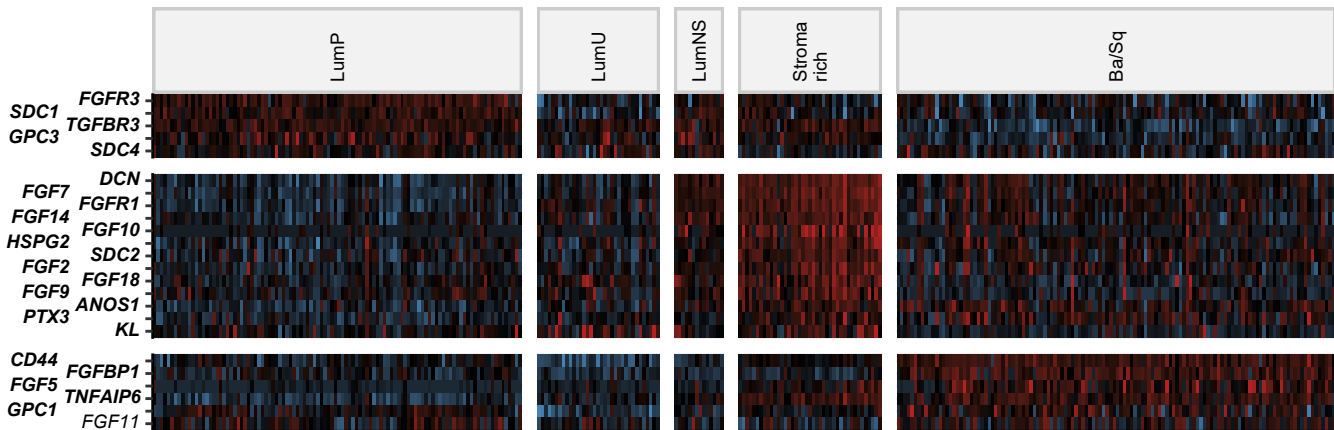 LumP
LumU
LumNS
Stroma
rich
Ba/Sq
FGFR3
SDC1
TGFBR3
GPC3
SDC4
DCN
FGF7
FGFR1
FGF14
FGF10
HSPG2
SDC2
FGF2
FGF18
FGF9
ANOS1
PTX3
KL
CD44
FGFBP1
FGF5
TNFAIP6
GPC1
FGF11